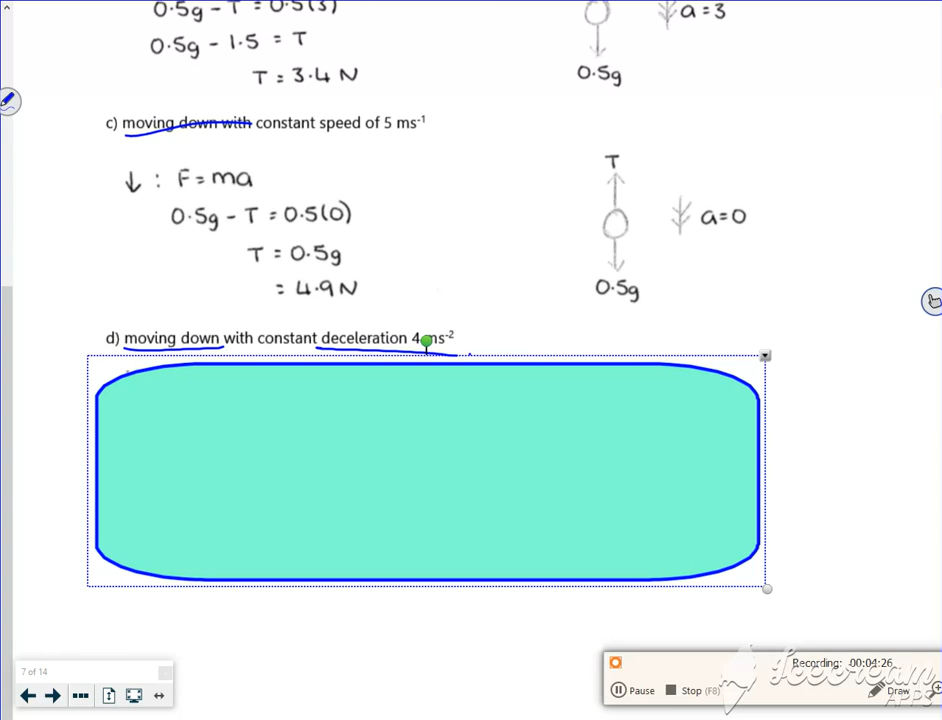 0.5g - T = 0.5(3)
0.5g - 1.5 = T
T = 3.4 N
a=3
0.5g
c) moving down with constant speed of 5 ms⁻¹
↓ : F = ma
0.5g - T = 0.5(0)
T = 0.5g
= 4.9 N
T
a=0
0.5g
d) moving down with constant deceleration 4 ms⁻²
7 of 14
Recording: 00:04:26
Pause
Stop (F8)
Draw
Icecream
APPS